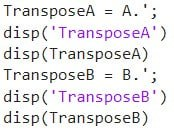 TransposeA = A.';
disp('TransposeA')
disp(TransposeA)
TransposeB = B.';
disp('TransposeB')
disp(TransposeB)